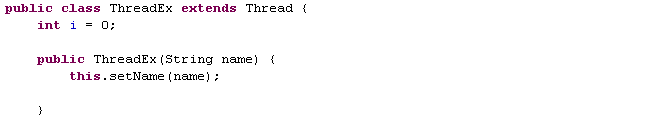 public class ThreadEx extends Thread {
    int i = 0;

    public ThreadEx(String name) {
        this.setName(name);

    }